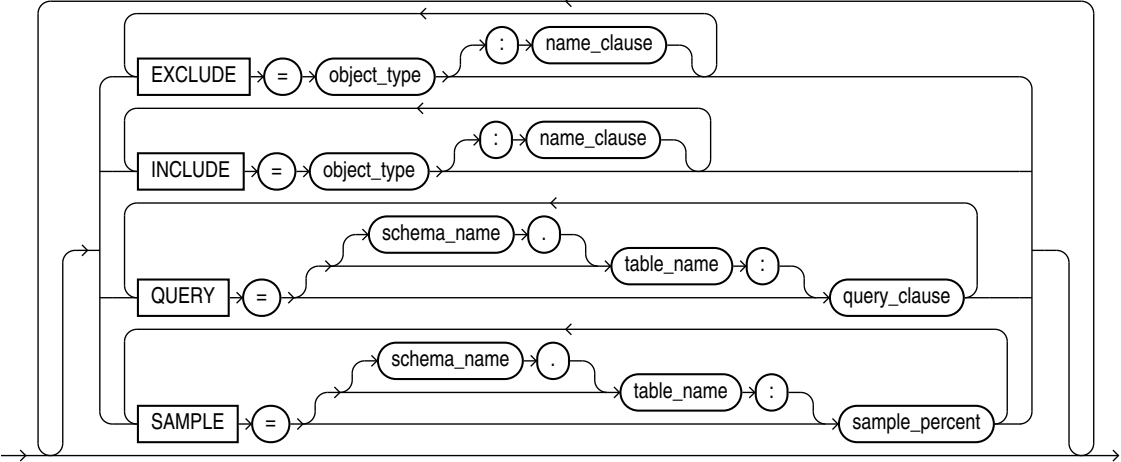 : name_clause
EXCLUDE = object_type
: name_clause
INCLUDE = object_type
schema_name .
table_name :
QUERY = query_clause
schema_name .
table_name :
SAMPLE = sample_percent